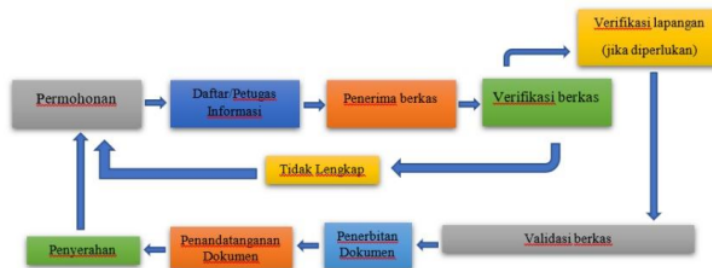 Verifikasi lapangan
(jika diperlukan)
Permohonan
Daftar/Petugas
Informasi
Penerima berkas
Verifikasi berkas
Tidak Lengkap
Penyerahan
Penandatanganan
Dokumen
Penerbitan
Dokumen
Validasi berkas